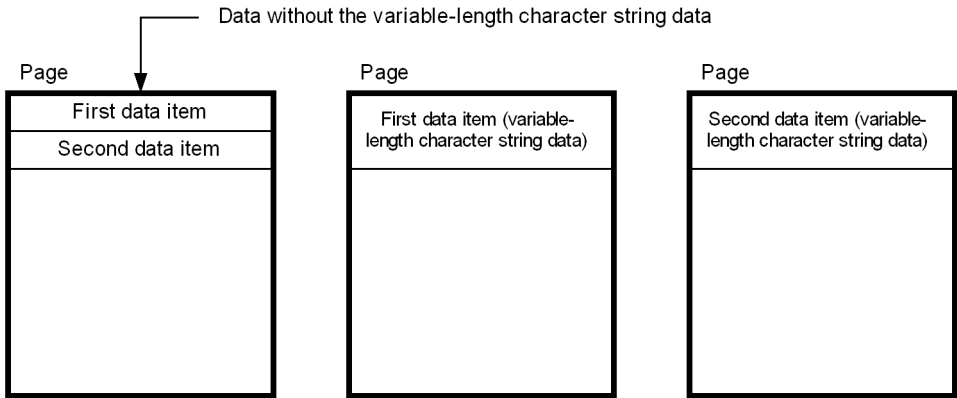 Data without the variable-length character string data
Page
Page
Page
First data item
Second data item
First data item (variable-
length character string data)
Second data item (variable-
length character string data)